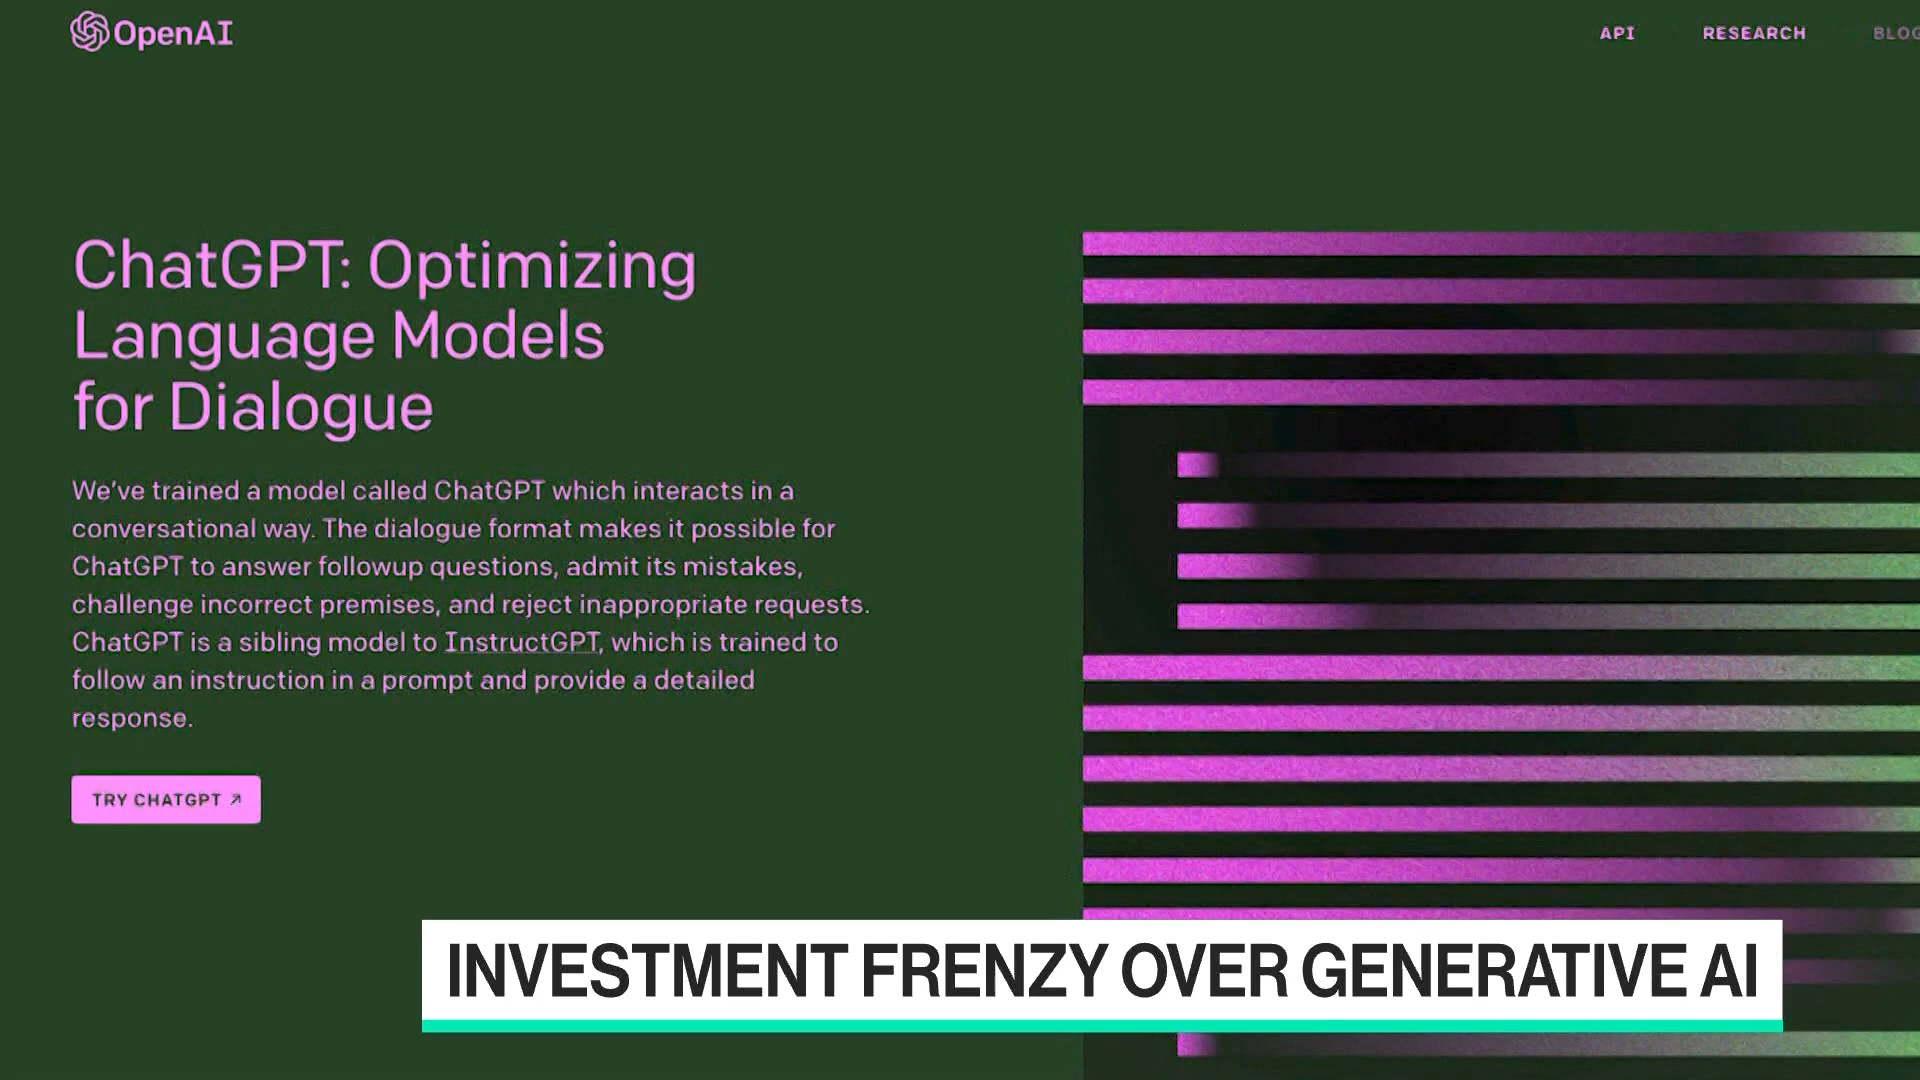 OpenAI
API RESEARCH BLOG
ChatGPT: Optimizing
Language Models
for Dialogue
We’ve trained a model called ChatGPT which interacts in a
conversational way. The dialogue format makes it possible for
ChatGPT to answer followup questions, admit its mistakes,
challenge incorrect premises, and reject inappropriate requests.
ChatGPT is a sibling model to InstructGPT, which is trained to
follow an instruction in a prompt and provide a detailed
response.
TRY CHATGPT ↗
INVESTMENT FRENZY OVER GENERATIVE AI